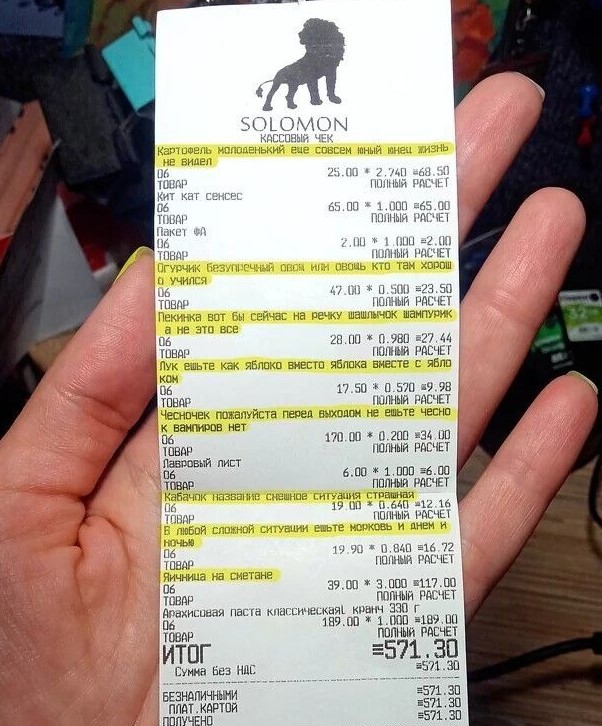 SOLOMON
КАССОВЫЙ ЧЕК
Картофель молоденький еще совсем юный юнец жизнь
не видел
06 25.00 * 2.740 ≡68.50
ТОВАР ПОЛНЫЙ РАСЧЕТ
Кит кат сенсес
06 65.00 * 1.000 ≡65.00
ТОВАР ПОЛНЫЙ РАСЧЕТ
Пакет ФА
06 2.00 * 1.000 ≡2.00
ТОВАР ПОЛНЫЙ РАСЧЕТ
Огурчик безупречный овощ или овощь кто там хорош
о учился
06 47.00 * 0.500 ≡23.50
ТОВАР ПОЛНЫЙ РАСЧЕТ
Пекинка вот бы сейчас на речку шашлычок шампурик
а не это все
06 28.00 * 0.980 ≡27.44
ТОВАР ПОЛНЫЙ РАСЧЕТ
Лук ешьте как яблоко вместо яблока вместе с ябло
ком
06 17.50 * 0.570 ≡9.98
ТОВАР ПОЛНЫЙ РАСЧЕТ
Чесночек пожалуйста перед выходом не ешьте чесно
к вампиров нет
06 170.00 * 0.200 ≡34.00
ТОВАР ПОЛНЫЙ РАСЧЕТ
Лавровый лист
06 6.00 * 1.000 ≡6.00
ТОВАР ПОЛНЫЙ РАСЧЕТ
Кабачок название смешное ситуация страшная
06 19.00 * 0.640 ≡12.16
ТОВАР ПОЛНЫЙ РАСЧЕТ
В любой сложной ситуации ешьте морковь и днем и
ночью
06 19.90 * 0.840 ≡16.72
ТОВАР ПОЛНЫЙ РАСЧЕТ
Яичница на сметане
06 39.00 * 3.000 ≡117.00
ТОВАР ПОЛНЫЙ РАСЧЕТ
Арахисовая паста классическаяl кранч 330 г
06 189.00 * 1.000 ≡189.00
ТОВАР ПОЛНЫЙ РАСЧЕТ
ИТОГ ≡571.30
Сумма без НДС ≡571.30
БЕЗНАЛИЧНЫМИ ≡571.30
ПЛАТ.КАРТОЙ ≡571.30
ПОЛУЧЕНО ≡571.30